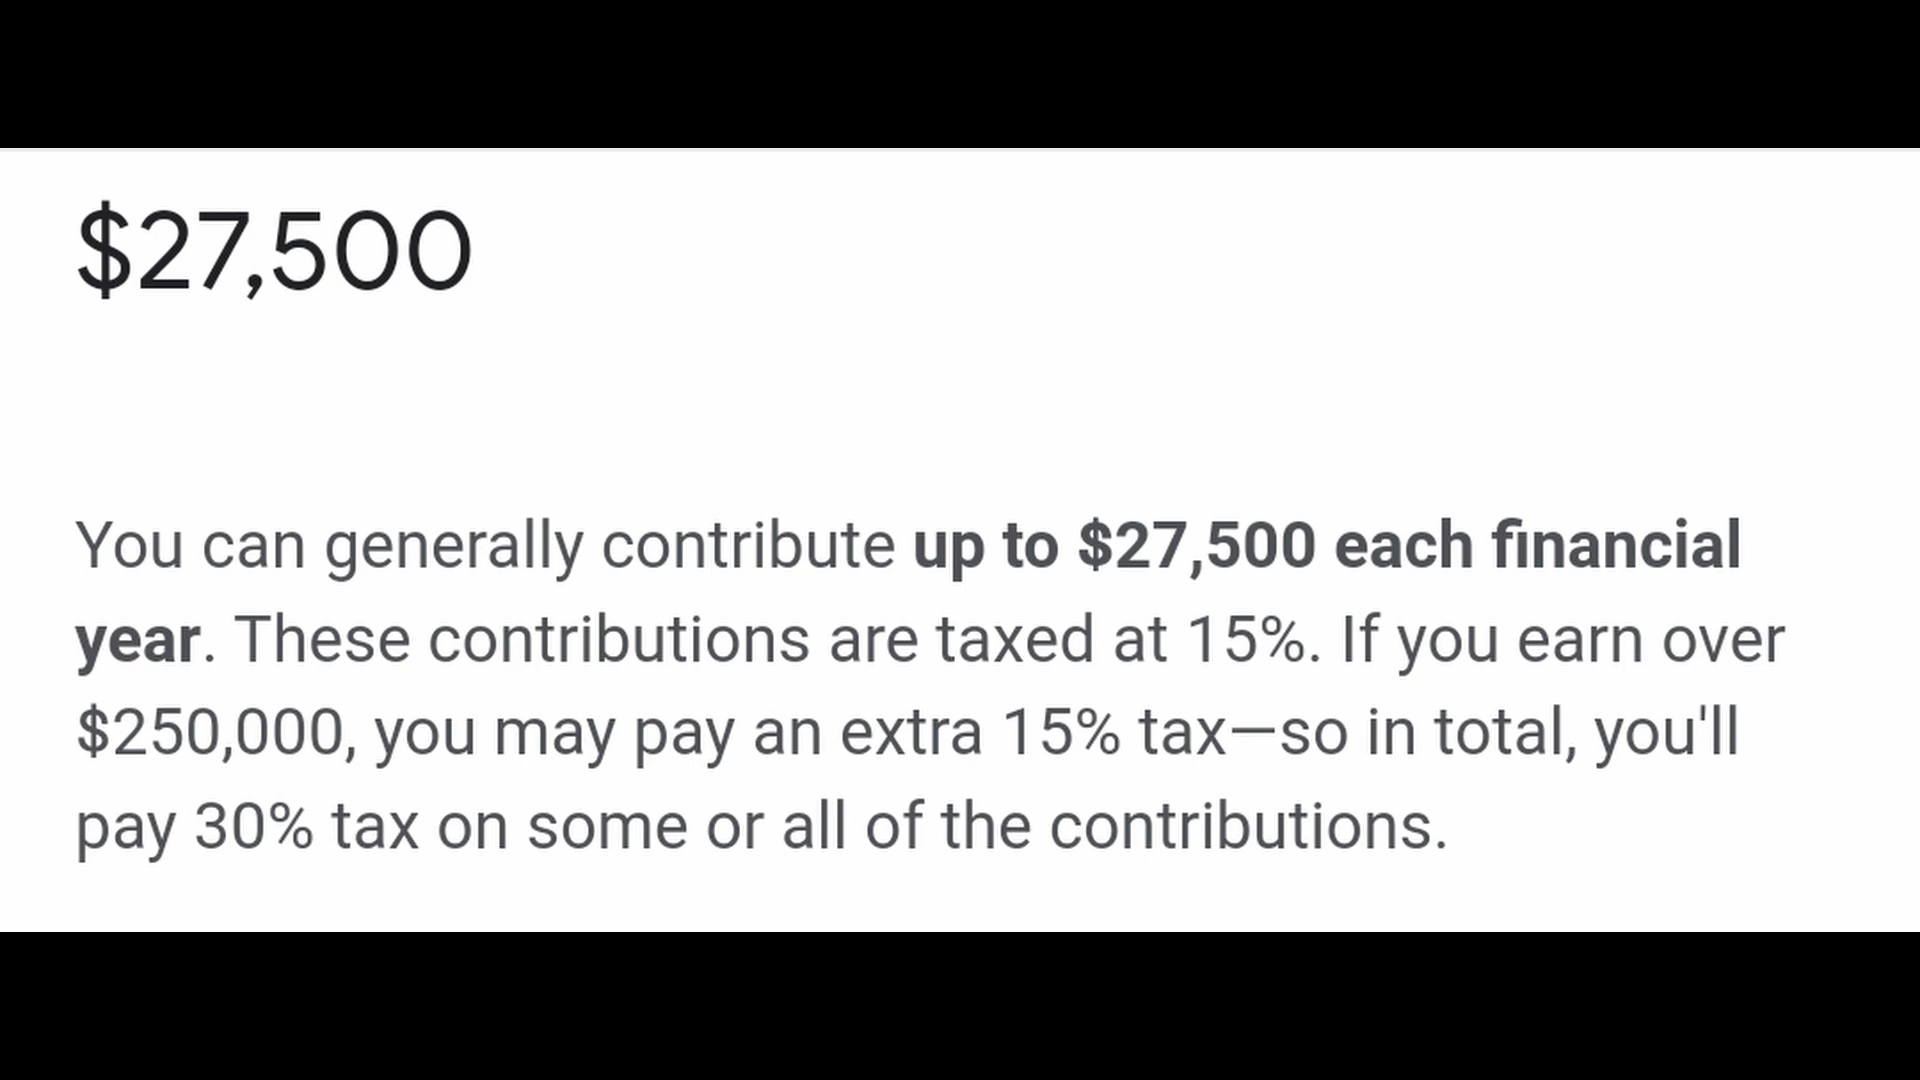 $27,500
You can generally contribute up to $27,500 each financial
year. These contributions are taxed at 15%. If you earn over
$250,000, you may pay an extra 15% tax—so in total, you'll
pay 30% tax on some or all of the contributions.